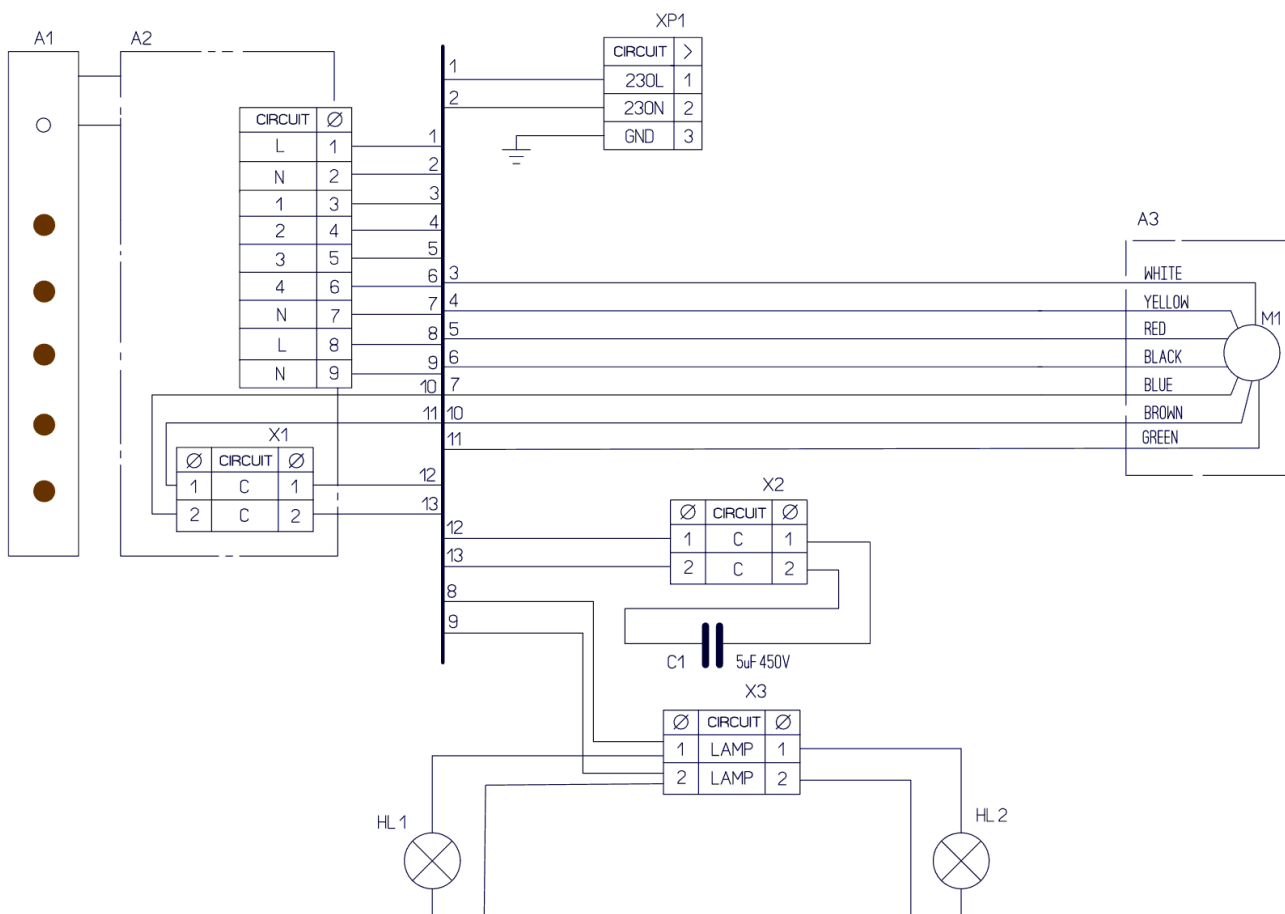 A1
A2
XP1
CIRCUIT >
230L 1
230N 2
GND 3
1
2
CIRCUIT Ø
L 1
N 2
1 3
2 4
3 5
4 6
N 7
L 8
N 9
1
2
3
4
5
6
7
8
9
10
11
12
13
3
4
5
6
7
10
11
A3
WHITE
YELLOW
RED
BLACK
BLUE
BROWN
GREEN
M1
X1
Ø CIRCUIT Ø
1 C 1
2 C 2
12
13
8
9
X2
Ø CIRCUIT Ø
1 C 1
2 C 2
C1 5uF 450V
X3
Ø CIRCUIT Ø
1 LAMP 1
2 LAMP 2
HL1
HL2